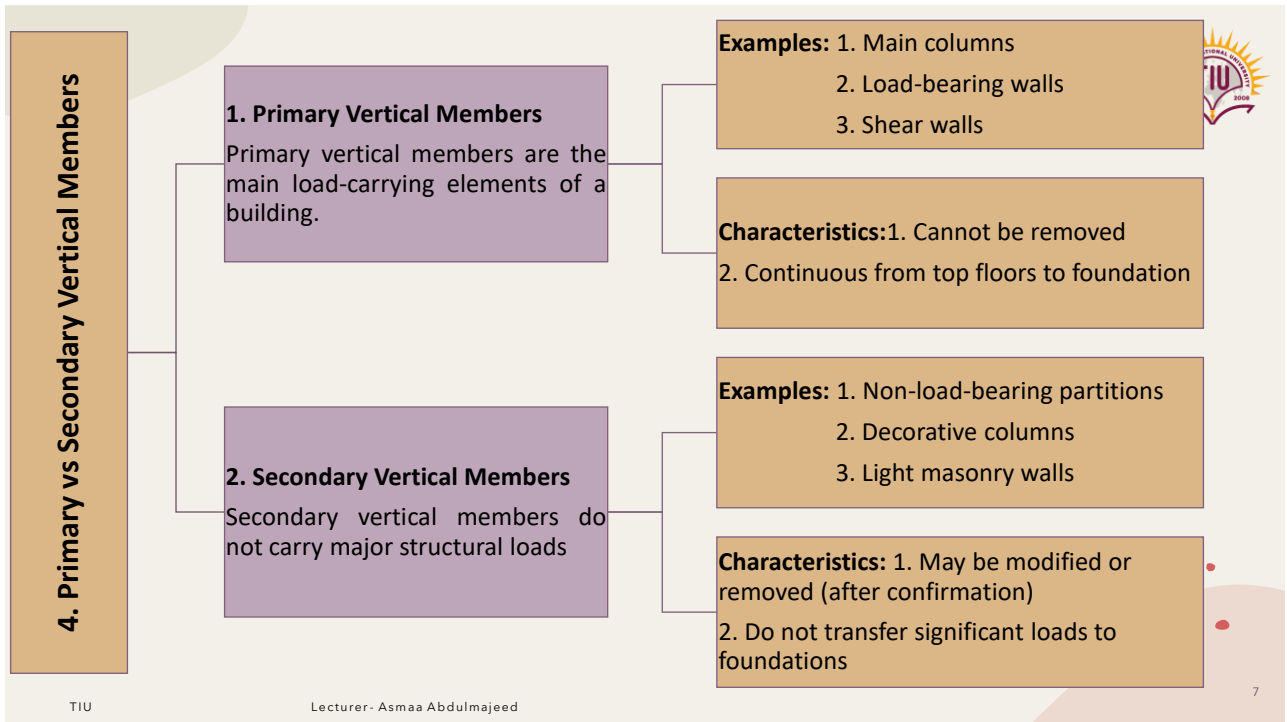 4. Primary vs Secondary Vertical Members
1. Primary Vertical Members
Primary vertical members are the
main load-carrying elements of a
building.
Examples: 1. Main columns
2. Load-bearing walls
3. Shear walls
Characteristics:1. Cannot be removed
2. Continuous from top floors to foundation
2. Secondary Vertical Members
Secondary vertical members do
not carry major structural loads
Examples: 1. Non-load-bearing partitions
2. Decorative columns
3. Light masonry walls
Characteristics: 1. May be modified or
removed (after confirmation)
2. Do not transfer significant loads to
foundations
TIU
2008
TIU
Lecturer- Asmaa Abdulmajeed
7